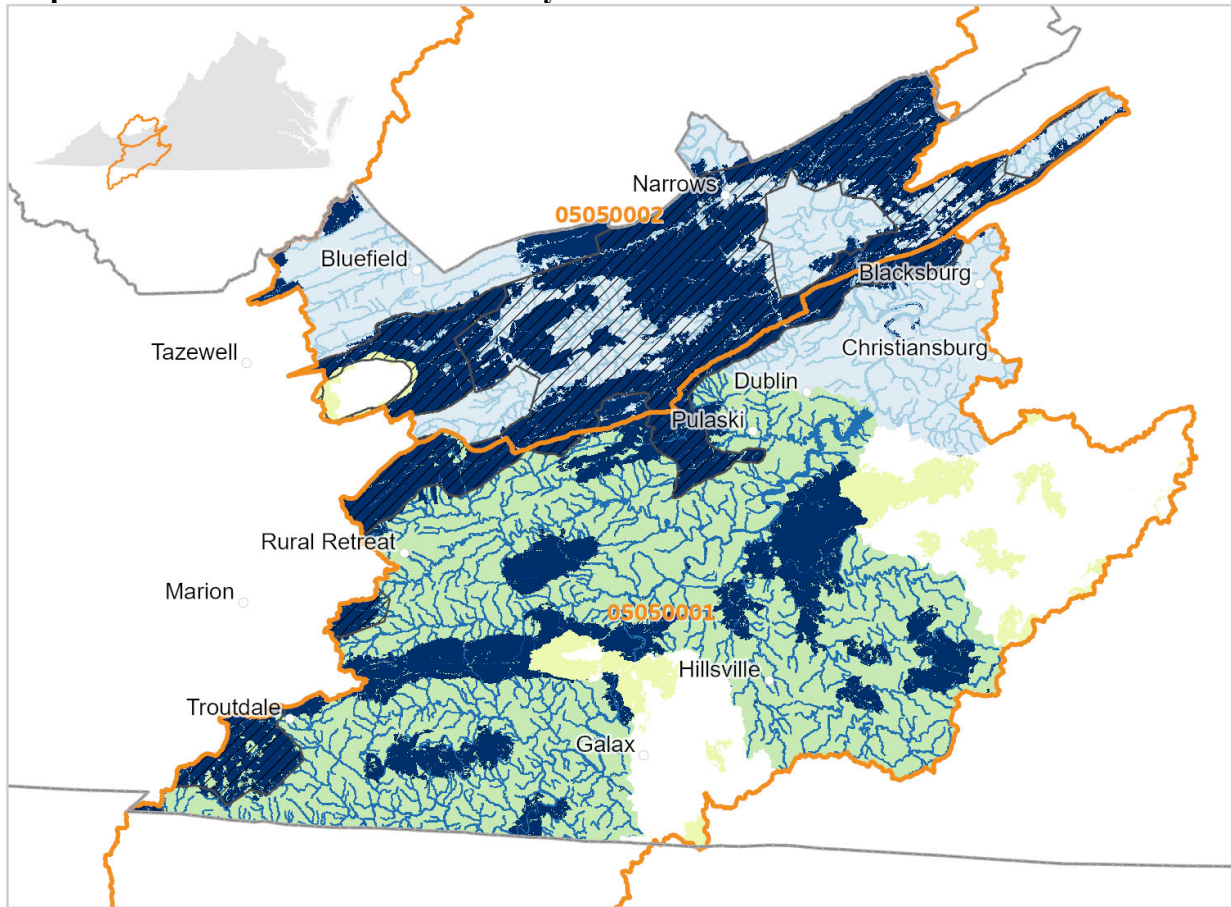 Narrows
05050002
Bluefield
Blacksburg
Tazewell
Christiansburg
Dublin
Pulaski
Rural Retreat
Marion
05050001
Hillsville
Troutdale
Galax